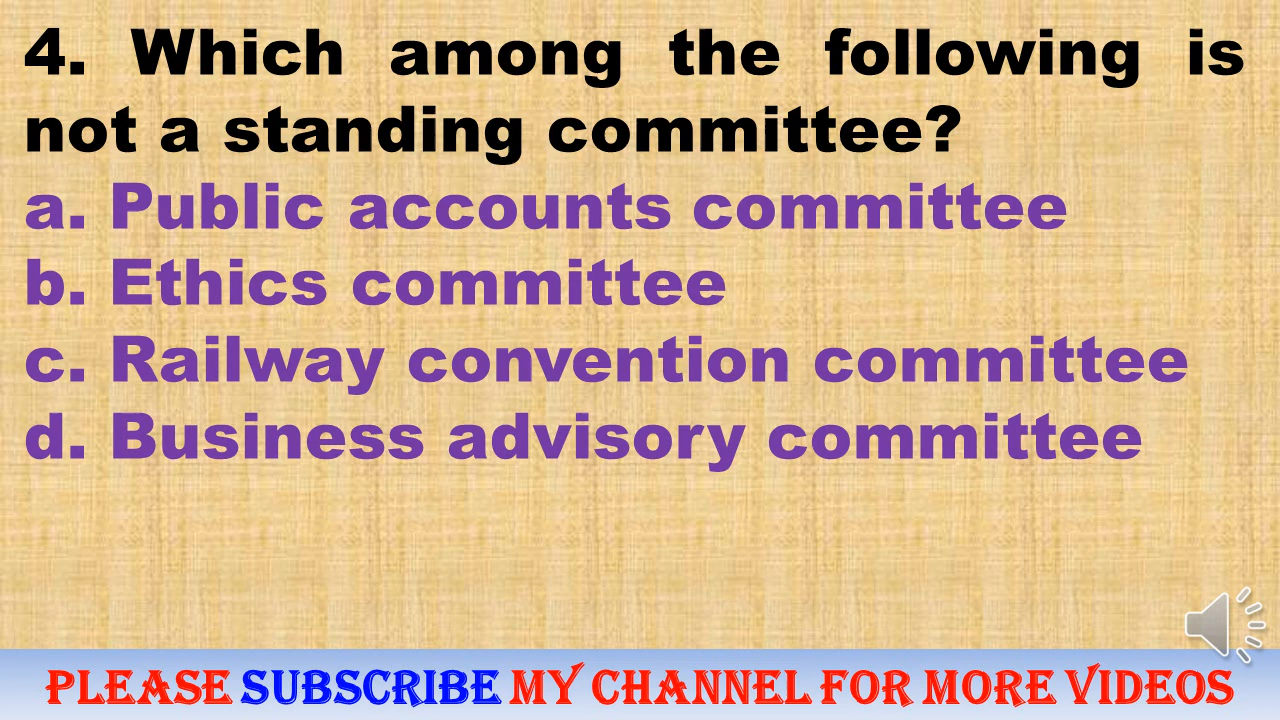 4. Which among the following is
not a standing committee?
a. Public accounts committee
b. Ethics committee
c. Railway convention committee
d. Business advisory committee
PLEASE SUBSCRIBE MY CHANNEL FOR MORE VIDEOS